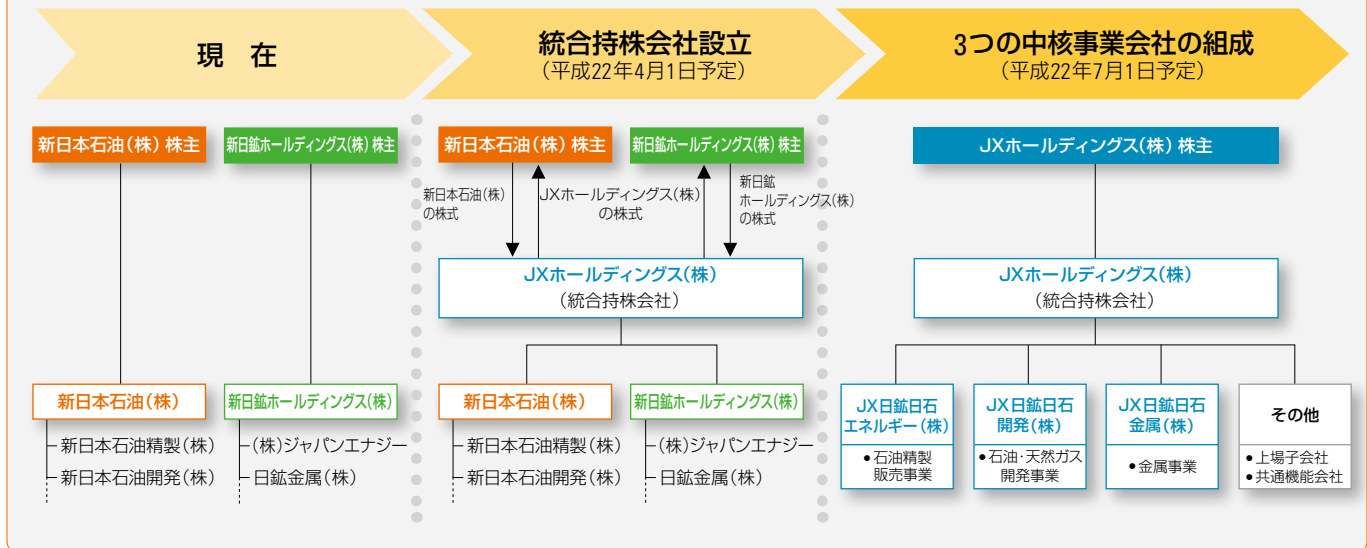 現　在
新日本石油(株) 株主
新日鉱ホールディングス(株) 株主
新日本石油(株)
新日本石油精製(株)
新日本石油開発(株)
新日鉱ホールディングス(株)
(株)ジャパンエナジー
日鉱金属(株)
統合持株会社設立
(平成22年4月1日予定)
新日本石油(株) 株主
新日鉱ホールディングス(株) 株主
新日本石油(株)
の株式
JXホールディングス(株)
の株式
新日鉱
ホールディングス(株)
の株式
JXホールディングス(株)
(統合持株会社)
新日本石油(株)
新日本石油精製(株)
新日本石油開発(株)
新日鉱ホールディングス(株)
(株)ジャパンエナジー
日鉱金属(株)
3つの中核事業会社の組成
(平成22年7月1日予定)
JXホールディングス(株) 株主
JXホールディングス(株)
(統合持株会社)
JX日鉱日石
エネルギー(株)
●石油精製
販売事業
JX日鉱日石
開発(株)
●石油・天然ガス
開発事業
JX日鉱日石
金属(株)
●金属事業
その他
●上場子会社
●共通機能会社